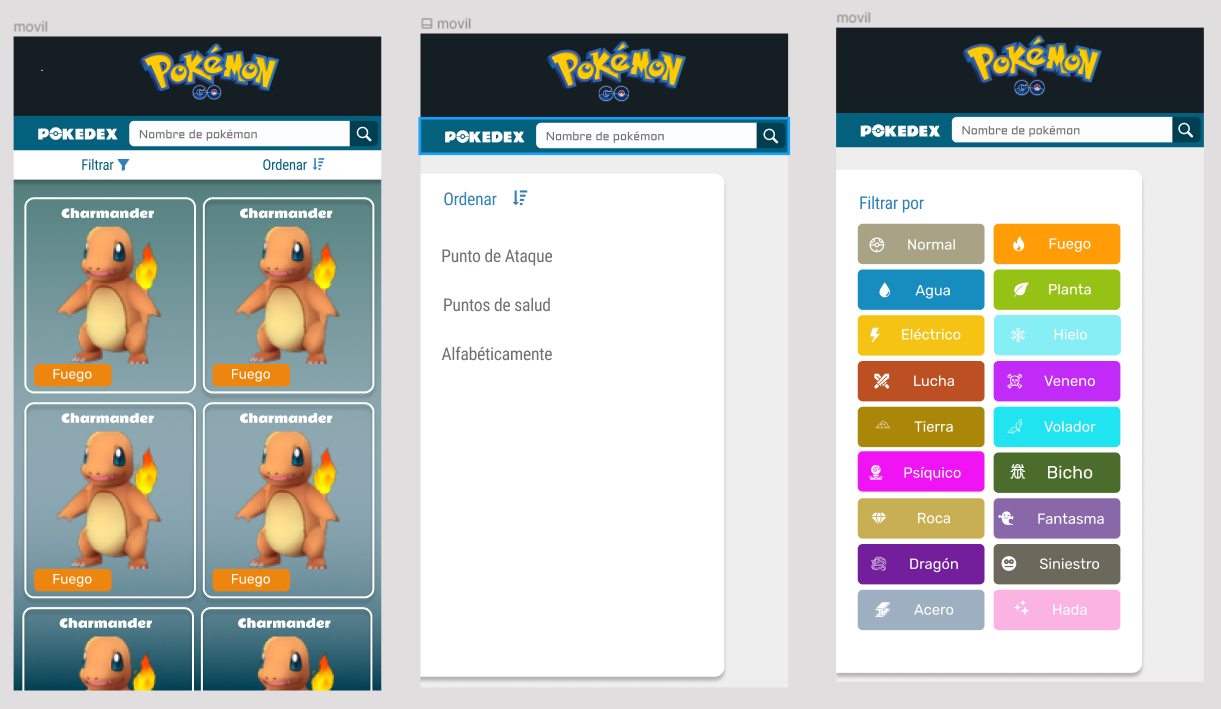 movil
POKÉMON
GO
POKEDEX
Nombre de pokémon
Filtrar
Ordenar
Charmander
Fuego
Charmander
Fuego
Charmander
Fuego
Charmander
Fuego
Charmander
Charmander
movil
POKÉMON
GO
POKEDEX
Nombre de pokémon
Ordenar
Punto de Ataque
Puntos de salud
Alfabéticamente
movil
POKÉMON
GO
POKEDEX
Nombre de pokémon
Filtrar por
Normal
Fuego
Agua
Planta
Eléctrico
Hielo
Lucha
Veneno
Tierra
Volador
Psíquico
Bicho
Roca
Fantasma
Dragón
Siniestro
Acero
Hada